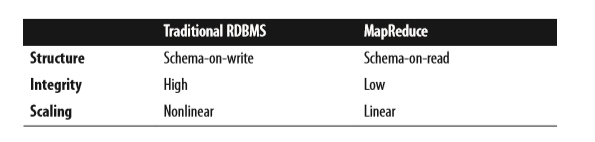 Traditional RDBMS MapReduce
Structure Schema-on-write Schema-on-read
Integrity High Low
Scaling Nonlinear Linear